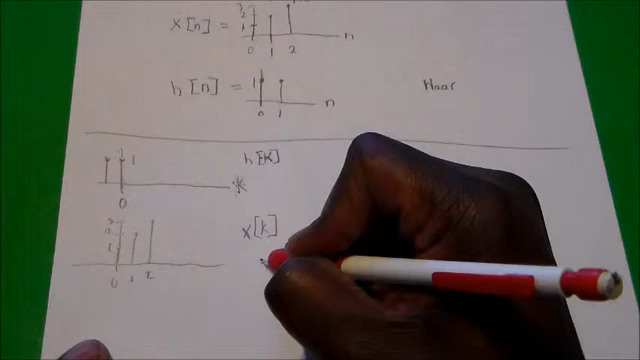 3
2
x[n] = 1 n
0 1 2
h[n] = 1 n Haar
0 1
1 h[k]
k
0
3
2 x[k]
1
0 1 2